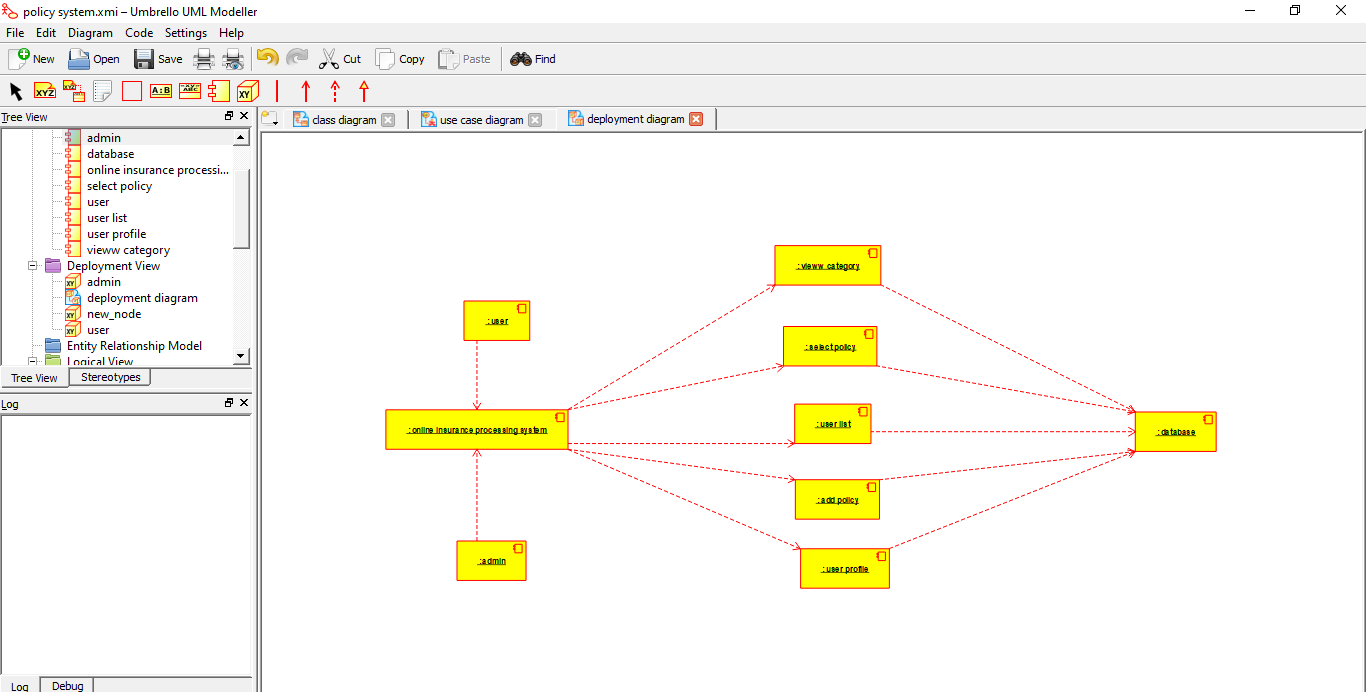 policy system.xmi – Umbrello UML Modeller
File Edit Diagram Code Settings Help
New Open Save Cut Copy Paste Find
XYZ XYZ A:B ABC XY
Tree View
class diagram use case diagram deployment diagram
admin
database
online insurance processi...
select policy
user
user list
user profile
vieww category
Deployment View
admin
deployment diagram
new_node
user
Entity Relationship Model
Logical View
Tree View Stereotypes
Log
Log Debug
: vieww category
: user
: select policy
: user list
: online insurance processing system
: database
: add policy
: admin
: user profile